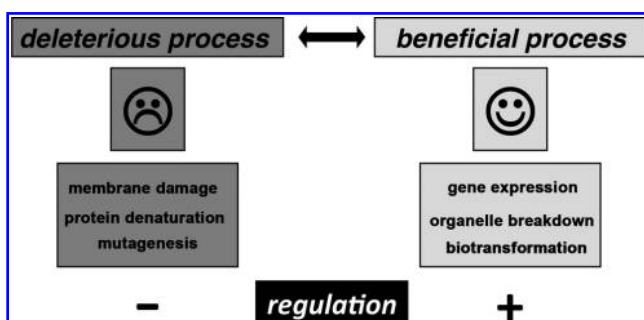 deleterious process
beneficial process
membrane damage
protein denaturation
mutagenesis
gene expression
organelle breakdown
biotransformation
− regulation +